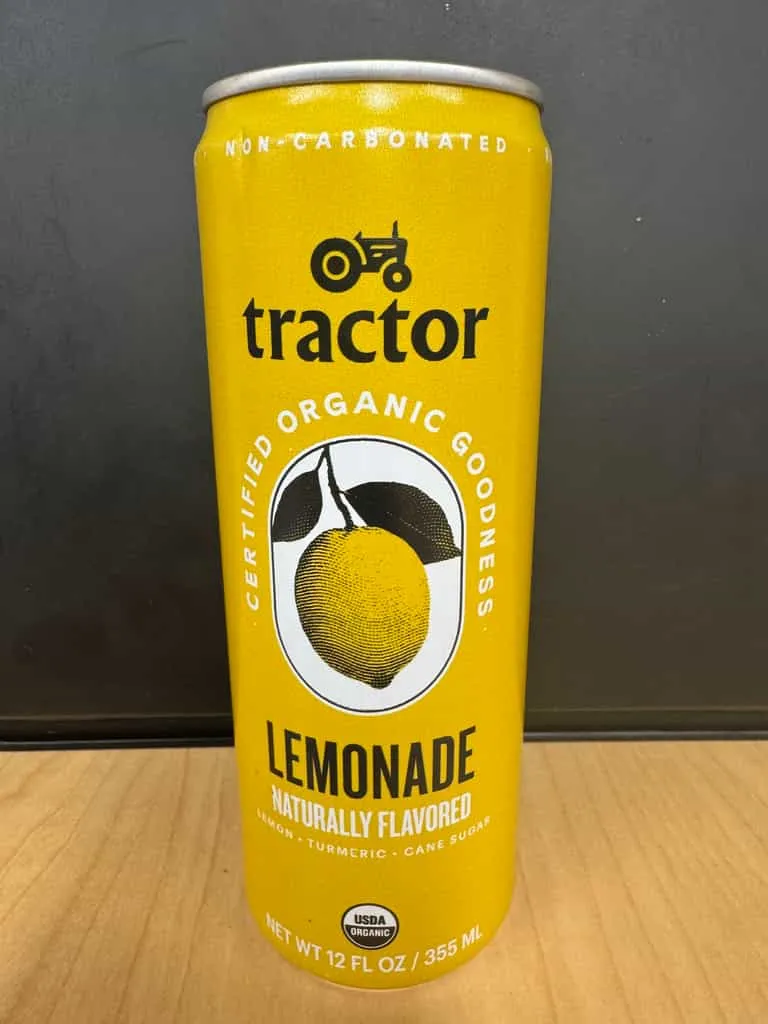 NON-CARBONATED
tractor
CERTIFIED ORGANIC GOODNESS
LEMONADE
NATURALLY FLAVORED
LEMON • TURMERIC • CANE SUGAR
USDA
ORGANIC
NET WT 12 FL OZ / 355 ML